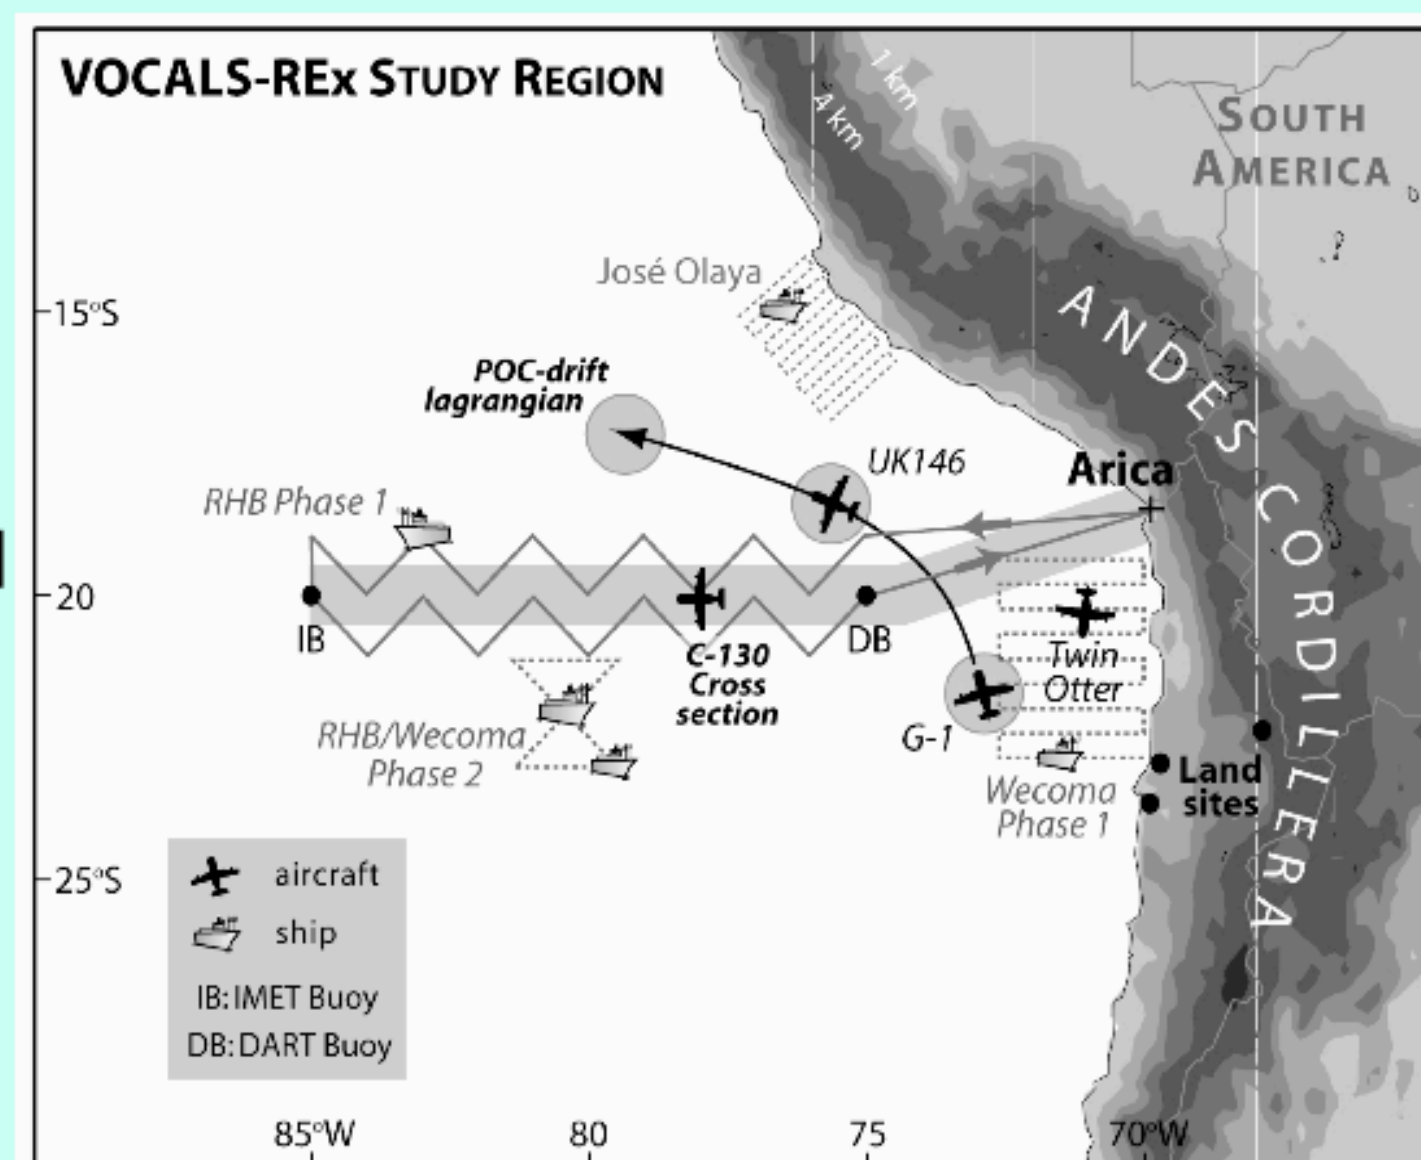 VOCALS-REx STUDY REGION
1 km
4 km
SOUTH
AMERICA
José Olaya
15°S
ANDES CORDILLERA
POC-drift
lagrangian
UK146
Arica
RHB Phase 1
20
IB
DB
C-130
Cross
section
Twin
Otter
G-1
RHB/Wecoma
Phase 2
Wecoma
Phase 1
Land
sites
25°S
aircraft
ship
IB: IMET Buoy
DB: DART Buoy
85°W
80
75
70°W